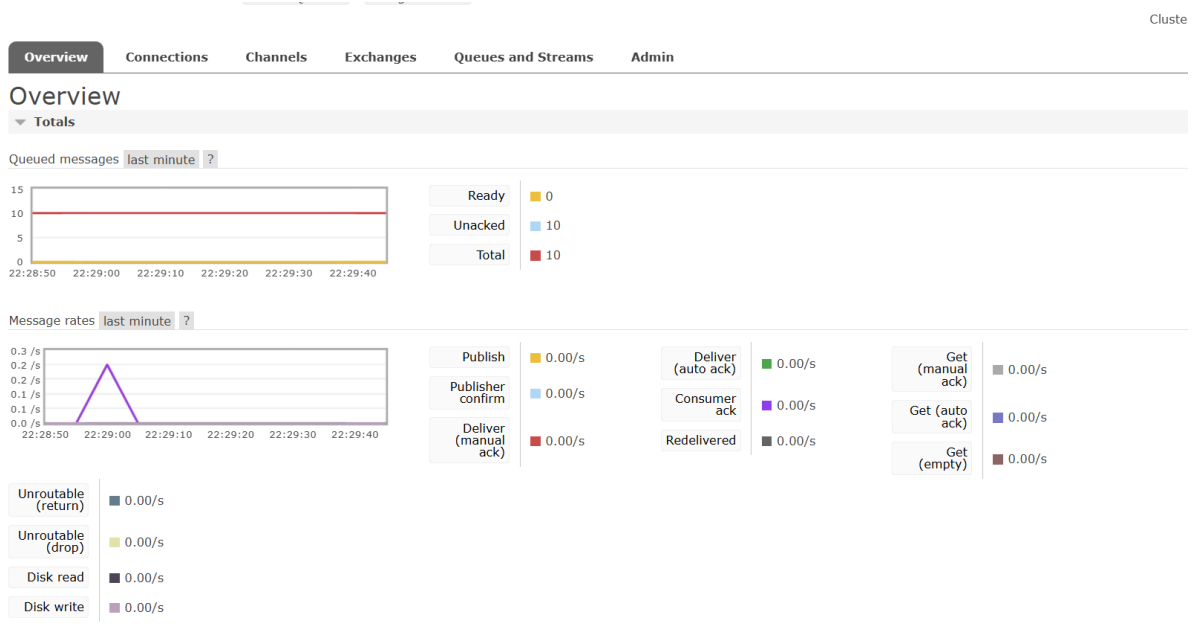 Cluste
Overview Connections Channels Exchanges Queues and Streams Admin
Overview
Totals
Queued messages last minute ?
15
10
5
0
22:28:50 22:29:00 22:29:10 22:29:20 22:29:30 22:29:40
Ready 0
Unacked 10
Total 10
Message rates last minute ?
0.3 /s
0.2 /s
0.2 /s
0.1 /s
0.1 /s
0.0 /s
22:28:50 22:29:00 22:29:10 22:29:20 22:29:30 22:29:40
Publish 0.00/s
Publisher
confirm 0.00/s
Deliver
(manual
ack) 0.00/s
Deliver
(auto ack) 0.00/s
Consumer
ack 0.00/s
Redelivered 0.00/s
Get
(manual
ack) 0.00/s
Get (auto
ack) 0.00/s
Get
(empty) 0.00/s
Unroutable
(return) 0.00/s
Unroutable
(drop) 0.00/s
Disk read 0.00/s
Disk write 0.00/s